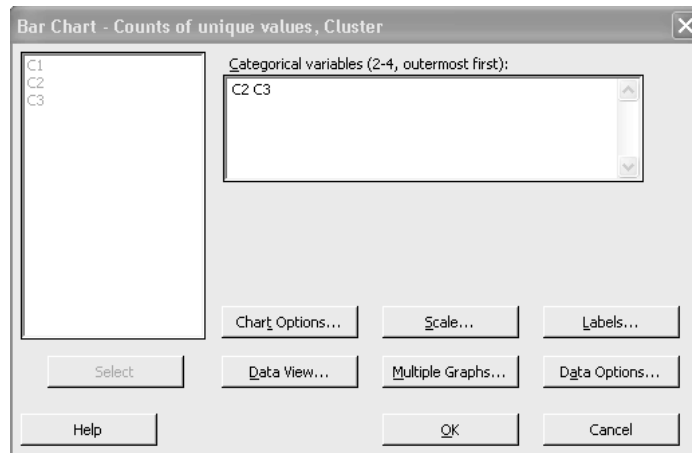 Bar Chart - Counts of unique values, Cluster
C1
C2
C3
Categorical variables (2-4, outermost first):
C2 C3
Chart Options...
Scale...
Labels...
Select
Data View...
Multiple Graphs...
Data Options...
Help
OK
Cancel